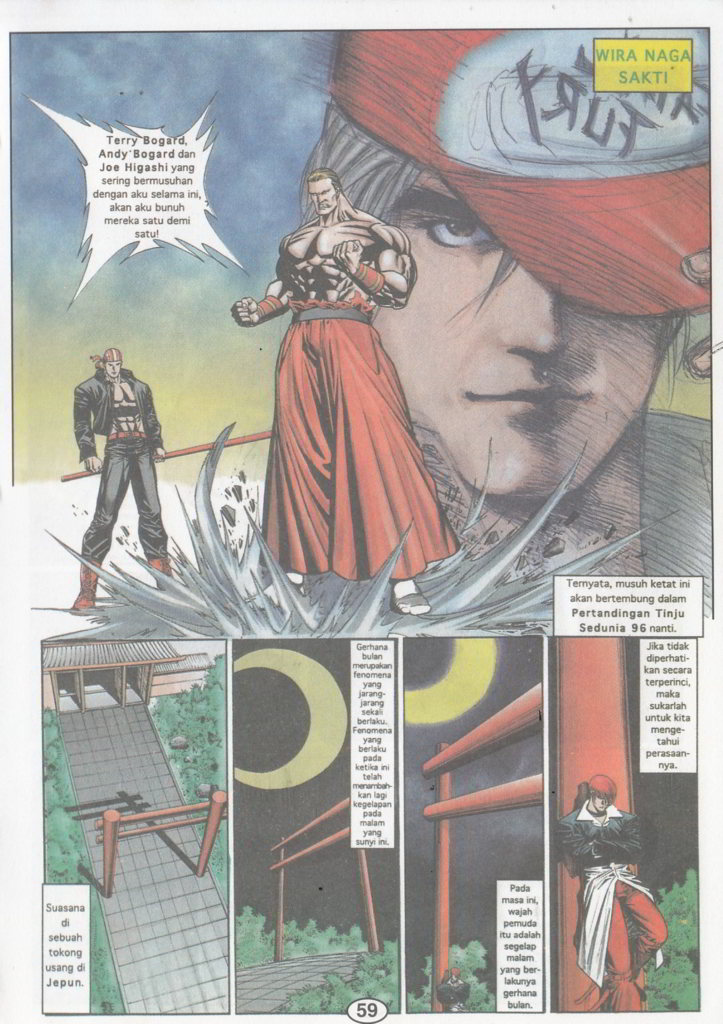 WIRA NAGA
SAKTI
Terry Bogard,
Andy Bogard dan
Joe Higashi yang
sering bermusuhan
dengan aku selama ini,
akan aku bunuh
mereka satu demi
satu!
Ternyata, musuh ketat ini
akan bertembung dalam
Pertandingan Tinju
Sedunia 96 nanti.
Suasana
di
sebuah
tokong
usang di
Jepun.
Gerhana
bulan
merupakan
fenomena
yang
jarang-
jarang
sekali
berlaku.
Fenomena
yang
berlaku
pada
ketika ini
telah
menambah-
kan lagi
kegelapan
pada
malam
yang
sunyi ini.
Pada
masa ini,
wajah
pemuda
itu adalah
segelap
malam
yang ber-
lakunya
gerhana
bulan.
Jika tidak
diperhati-
kan secara
terperinci,
maka
sukarlah
untuk kita
menge-
tahui
perasaan-
nya.
59